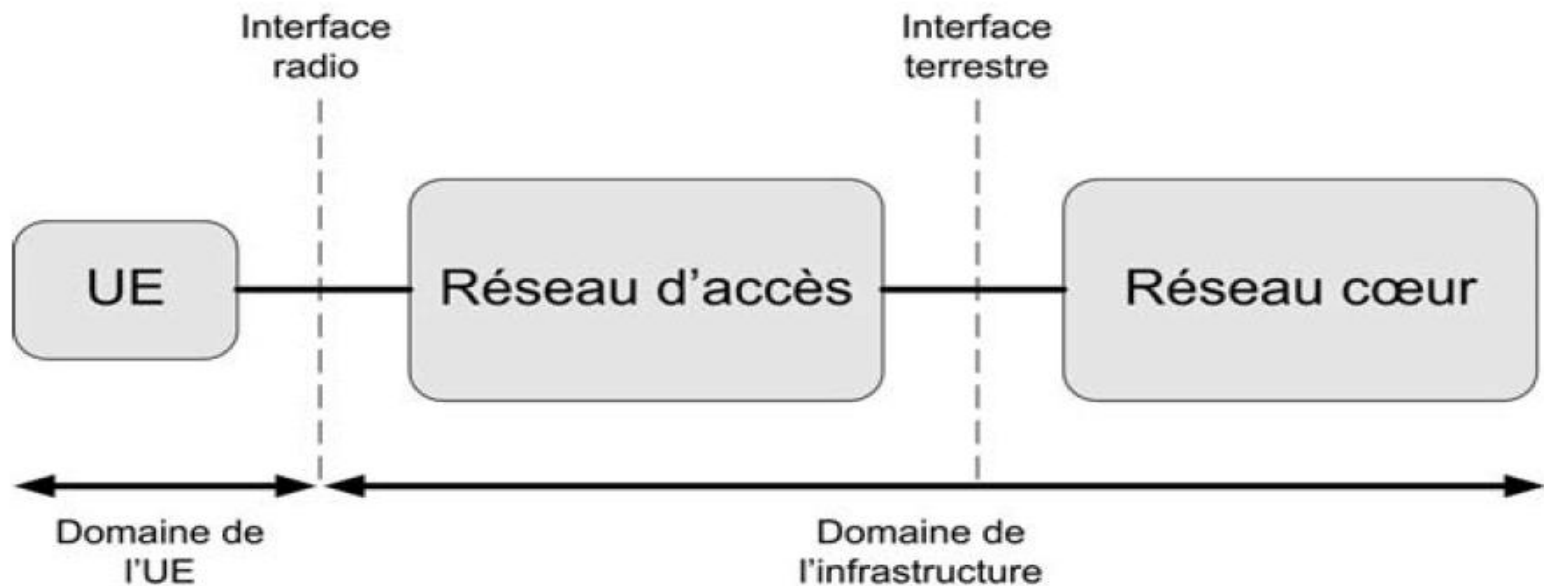 Interface
radio
Interface
terrestre
UE
Réseau d'accès
Réseau cœur
Domaine de
l'UE
Domaine de
l'infrastructure